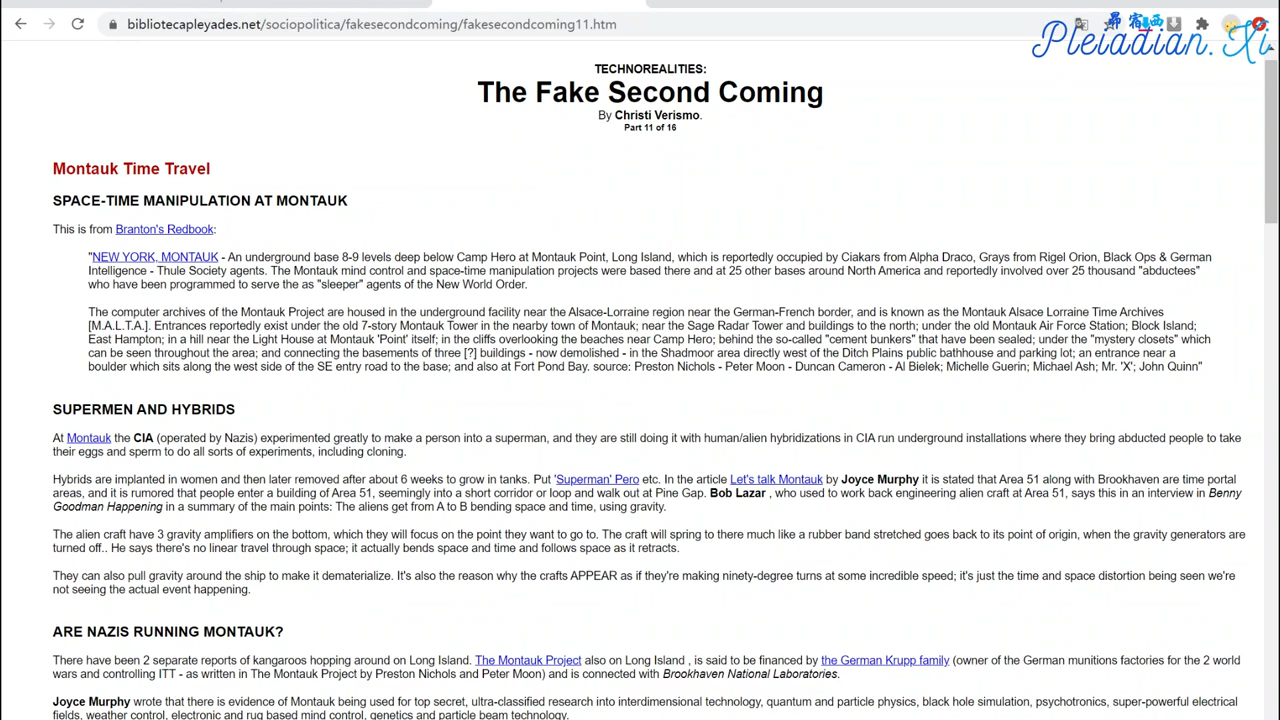 bibliotecapleyades.net/sociopolitica/fakesecondcoming/fakesecondcoming11.htm
昴宿西
Pleiadian.Xi
TECHNOREALITIES:
The Fake Second Coming
By Christi Verismo.
Part 11 of 16
Montauk Time Travel
SPACE-TIME MANIPULATION AT MONTAUK
This is from Branton's Redbook:
"NEW YORK, MONTAUK - An underground base 8-9 levels deep below Camp Hero at Montauk Point, Long Island, which is reportedly occupied by Ciakars from Alpha Draco, Grays from Rigel Orion, Black Ops & German
Intelligence - Thule Society agents. The Montauk mind control and space-time manipulation projects were based there and at 25 other bases around North America and reportedly involved over 25 thousand "abductees"
who have been programmed to serve the as "sleeper" agents of the New World Order.
The computer archives of the Montauk Project are housed in the underground facility near the Alsace-Lorraine region near the German-French border, and is known as the Montauk Alsace Lorraine Time Archives
[M.A.L.T.A.]. Entrances reportedly exist under the old 7-story Montauk Tower in the nearby town of Montauk; near the Sage Radar Tower and buildings to the north; under the old Montauk Air Force Station; Block Island;
East Hampton; in a hill near the Light House at Montauk 'Point' itself; in the cliffs overlooking the beaches near Camp Hero; behind the so-called "cement bunkers" that have been sealed; under the "mystery closets" which
can be seen throughout the area; and connecting the basements of three [?] buildings - now demolished - in the Shadmoor area directly west of the Ditch Plains public bathhouse and parking lot; an entrance near a
boulder which sits along the west side of the SE entry road to the base; and also at Fort Pond Bay. source: Preston Nichols - Peter Moon - Duncan Cameron - Al Bielek; Michelle Guerin; Michael Ash; Mr. 'X'; John Quinn"
SUPERMEN AND HYBRIDS
At Montauk the CIA (operated by Nazis) experimented greatly to make a person into a superman, and they are still doing it with human/alien hybridizations in CIA run underground installations where they bring abducted people to take
their eggs and sperm to do all sorts of experiments, including cloning.
Hybrids are implanted in women and then later removed after about 6 weeks to grow in tanks. Put 'Superman' Pero etc. In the article Let's talk Montauk by Joyce Murphy it is stated that Area 51 along with Brookhaven are time portal
areas, and it is rumored that people enter a building of Area 51, seemingly into a short corridor or loop and walk out at Pine Gap. Bob Lazar , who used to work back engineering alien craft at Area 51, says this in an interview in Benny
Goodman Happening in a summary of the main points: The aliens get from A to B bending space and time, using gravity.
The alien craft have 3 gravity amplifiers on the bottom, which they will focus on the point they want to go to. The craft will spring to there much like a rubber band stretched goes back to its point of origin, when the gravity generators are
turned off.. He says there's no linear travel through space; it actually bends space and time and follows space as it retracts.
They can also pull gravity around the ship to make it dematerialize. It's also the reason why the crafts APPEAR as if they're making ninety-degree turns at some incredible speed; it's just the time and space distortion being seen we're
not seeing the actual event happening.
ARE NAZIS RUNNING MONTAUK?
There have been 2 separate reports of kangaroos hopping around on Long Island. The Montauk Project also on Long Island , is said to be financed by the German Krupp family (owner of the German munitions factories for the 2 world
wars and controlling ITT - as written in The Montauk Project by Preston Nichols and Peter Moon) and is connected with Brookhaven National Laboratories.
Joyce Murphy wrote that there is evidence of Montauk being used for top secret, ultra-classified research into interdimensional technology, quantum and particle physics, black hole simulation, psychotronics, super-powerful electrical
fields, weather control, electronic and rug based mind control, genetics and particle beam technology.